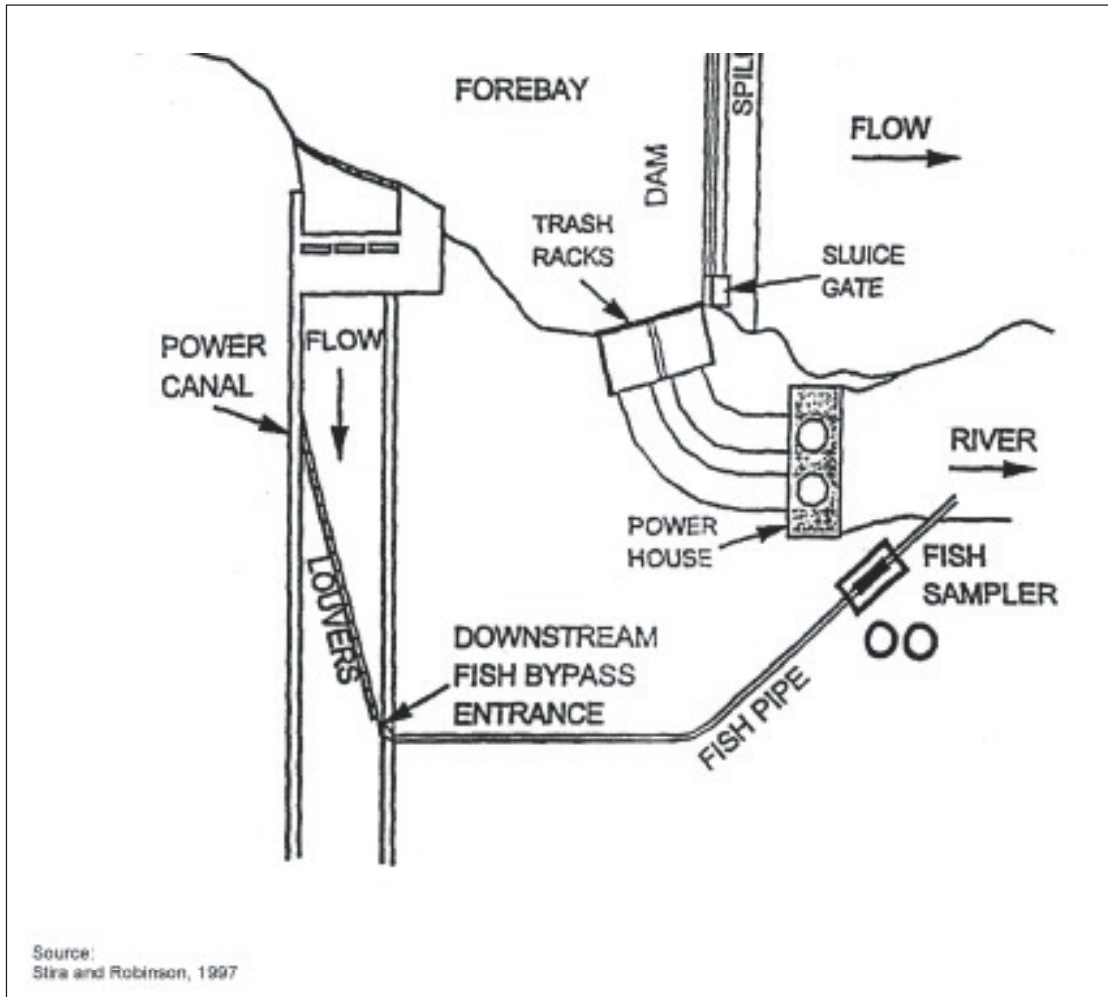 FOREBAY
DAM
FLOW
TRASH
RACKS
SLUICE
GATE
POWER
CANAL
FLOW
RIVER
POWER
HOUSE
FISH
SAMPLER
LOUVERS
DOWNSTREAM
FISH BYPASS
ENTRANCE
FISH PIPE
Source:
Stira and Robinson, 1997